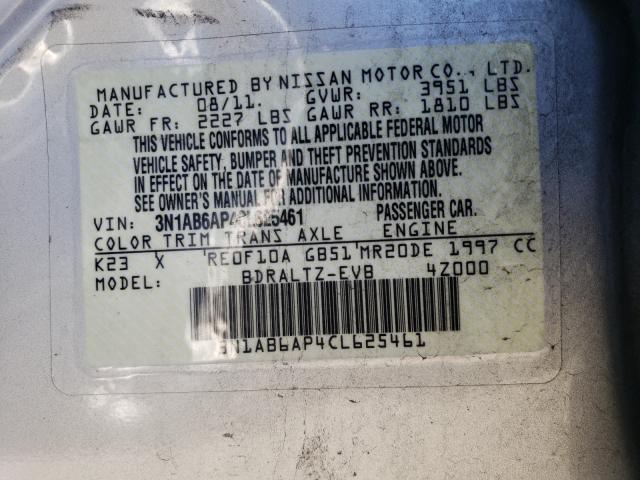 MANUFACTURED BY NISSAN MOTOR CO., LTD.
DATE: 08/11. GVWR: 3951 LBS
GAWR FR: 2227 LBS GAWR RR: 1810 LBS
THIS VEHICLE CONFORMS TO ALL APPLICABLE FEDERAL MOTOR
VEHICLE SAFETY, BUMPER AND THEFT PREVENTION STANDARDS
IN EFFECT ON THE DATE OF MANUFACTURE SHOWN ABOVE.
SEE OWNER'S MANUAL FOR ADDITIONAL INFORMATION.
VIN: 3N1AB6AP4CL625461 PASSENGER CAR.
COLOR TRIM TRANS AXLE ENGINE
K23 X RE0F10A GB51 MR20DE 1997 CC
MODEL: BDRALTZ-EVB 4Z000
3N1AB6AP4CL625461